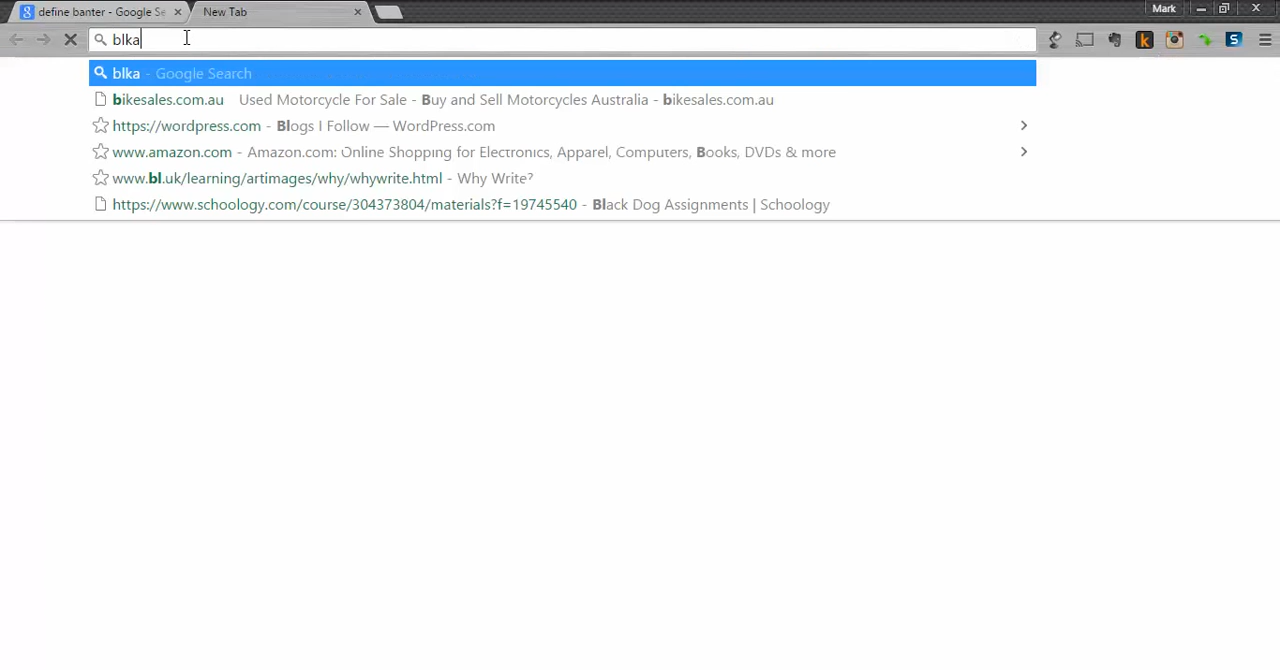 define banter - Google Se
New Tab
Mark
blka
blka - Google Search
bikesales.com.au Used Motorcycle For Sale - Buy and Sell Motorcycles Australia - bikesales.com.au
https://wordpress.com - Blogs I Follow — WordPress.com
www.amazon.com - Amazon.com: Online Shopping for Electronics, Apparel, Computers, Books, DVDs & more
www.bl.uk/learning/artimages/why/whywrite.html - Why Write?
https://www.schoology.com/course/304373804/materials?f=19745540 - Black Dog Assignments | Schoology